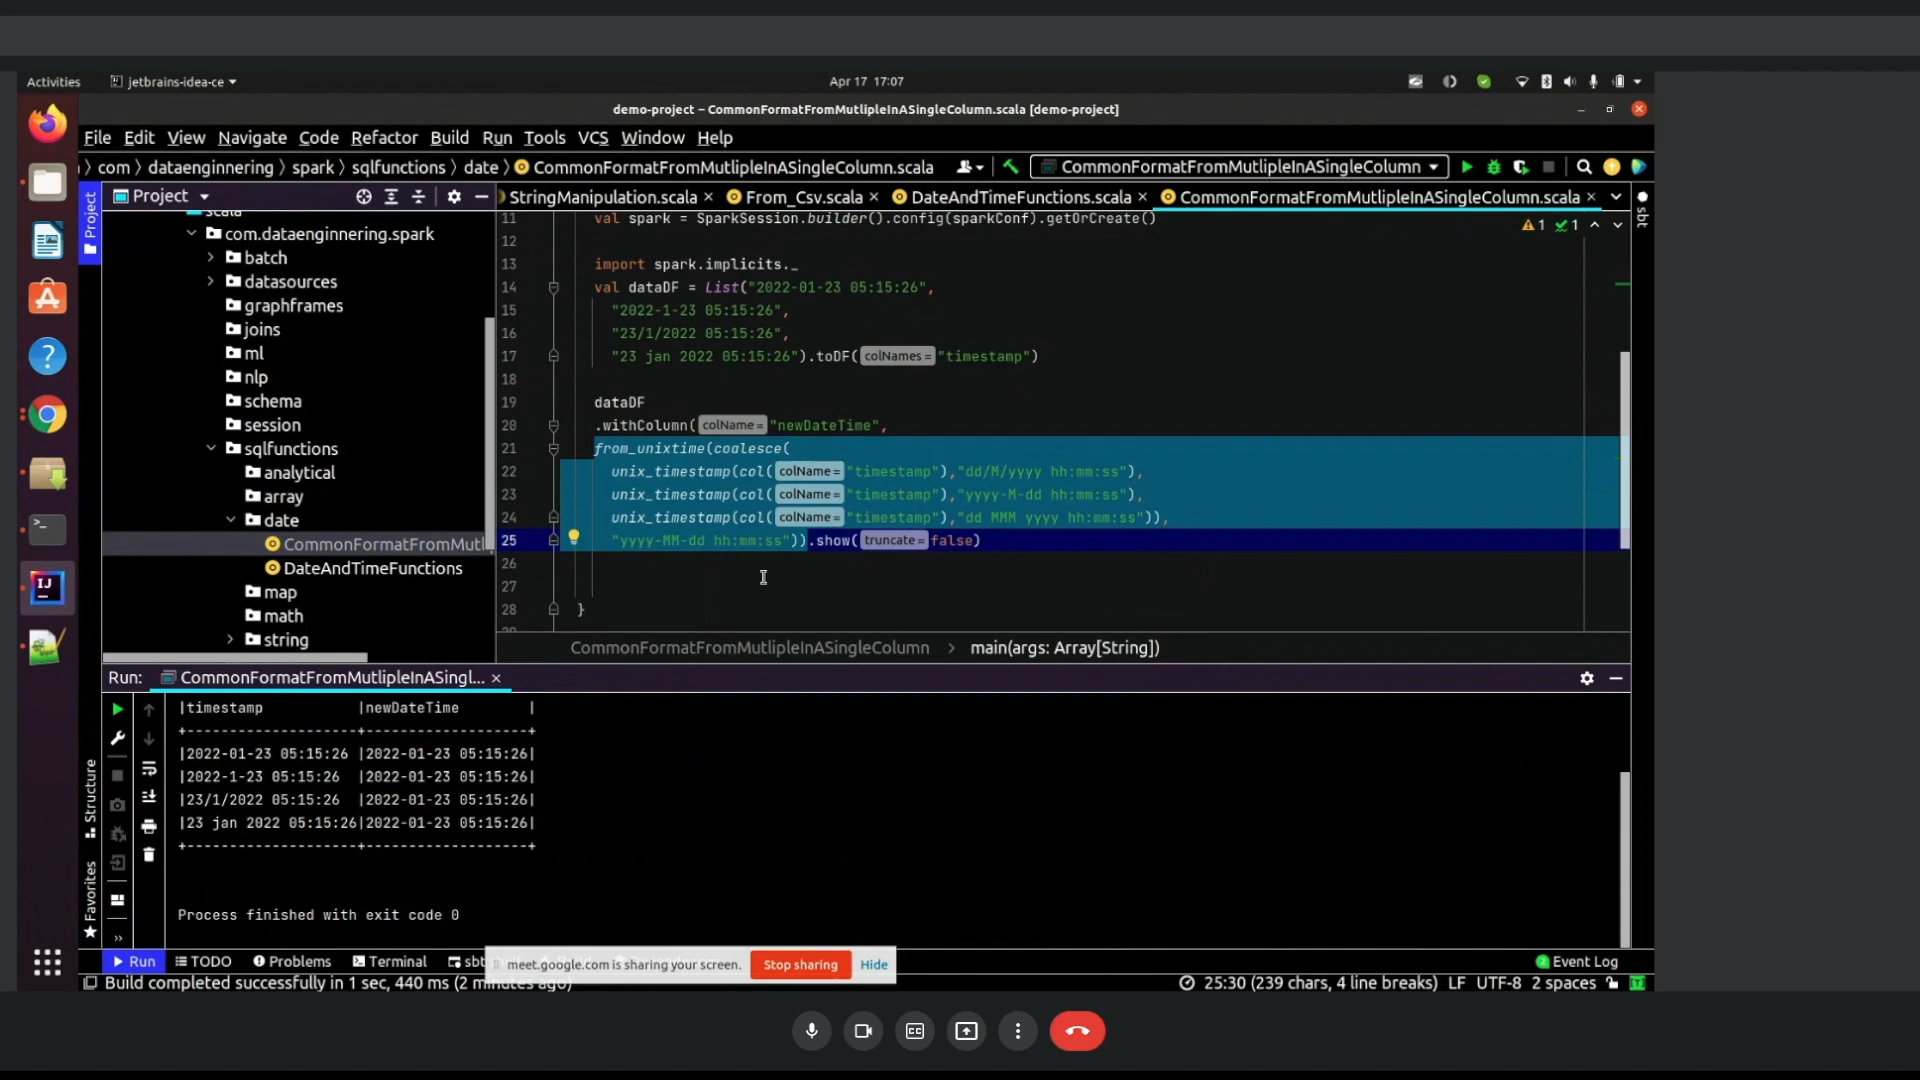 Activities
jetbrains-idea-ce
Apr 17 17:07
demo-project – CommonFormatFromMutlipleInASingleColumn.scala [demo-project]
File Edit View Navigate Code Refactor Build Run Tools VCS Window Help
com dataenginnering spark sqlfunctions date CommonFormatFromMutlipleInASingleColumn.scala
CommonFormatFromMutlipleInASingleColumn
Project
StringManipulation.scala
From_Csv.scala
DateAndTimeFunctions.scala
CommonFormatFromMutlipleInASingleColumn.scala
sbt
Project
scala
com.dataenginnering.spark
batch
datasources
graphframes
joins
ml
nlp
schema
session
sqlfunctions
analytical
array
date
CommonFormatFromMutl
DateAndTimeFunctions
map
math
string
1 1
11 val spark = SparkSession.builder().config(sparkConf).getOrCreate()
12
13 import spark.implicits._
14 val dataDF = List("2022-01-23 05:15:26",
15 "2022-1-23 05:15:26",
16 "23/1/2022 05:15:26",
17 "23 jan 2022 05:15:26").toDF( colNames = "timestamp")
18
19 dataDF
20 .withColumn( colName = "newDateTime",
21 from_unixtime(coalesce(
22 unix_timestamp(col( colName = "timestamp"),"dd/M/yyyy hh:mm:ss"),
23 unix_timestamp(col( colName = "timestamp"),"yyyy-M-dd hh:mm:ss"),
24 unix_timestamp(col( colName = "timestamp"),"dd MMM yyyy hh:mm:ss")),
25 "yyyy-MM-dd hh:mm:ss")).show( truncate = false)
26
27
28 }
CommonFormatFromMutlipleInASingleColumn > main(args: Array[String])
Run: CommonFormatFromMutlipleInASingl...
|timestamp |newDateTime |
+--------------------+-------------------+
|2022-01-23 05:15:26 |2022-01-23 05:15:26|
|2022-1-23 05:15:26 |2022-01-23 05:15:26|
|23/1/2022 05:15:26 |2022-01-23 05:15:26|
|23 jan 2022 05:15:26|2022-01-23 05:15:26|
+--------------------+-------------------+
Process finished with exit code 0
Structure
Favorites
Run TODO Problems Terminal sbt
meet.google.com is sharing your screen. Stop sharing Hide
Event Log
Build completed successfully in 1 sec, 440 ms (2 minutes ago)
25:30 (239 chars, 4 line breaks) LF UTF-8 2 spaces